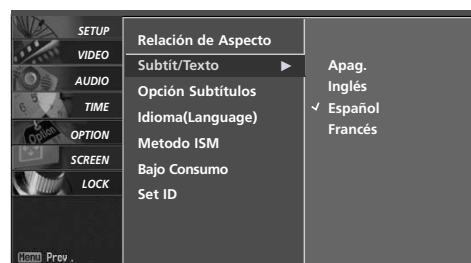 SETUP
VIDEO
AUDIO
TIME
OPTION
SCREEN
LOCK
Menu Prev.
Relación de Aspecto
Subtít/Texto ►
Opción Subtítulos
Idioma(Language)
Metodo ISM
Bajo Consumo
Set ID
Apag.
Inglés
✓ Español
Francés